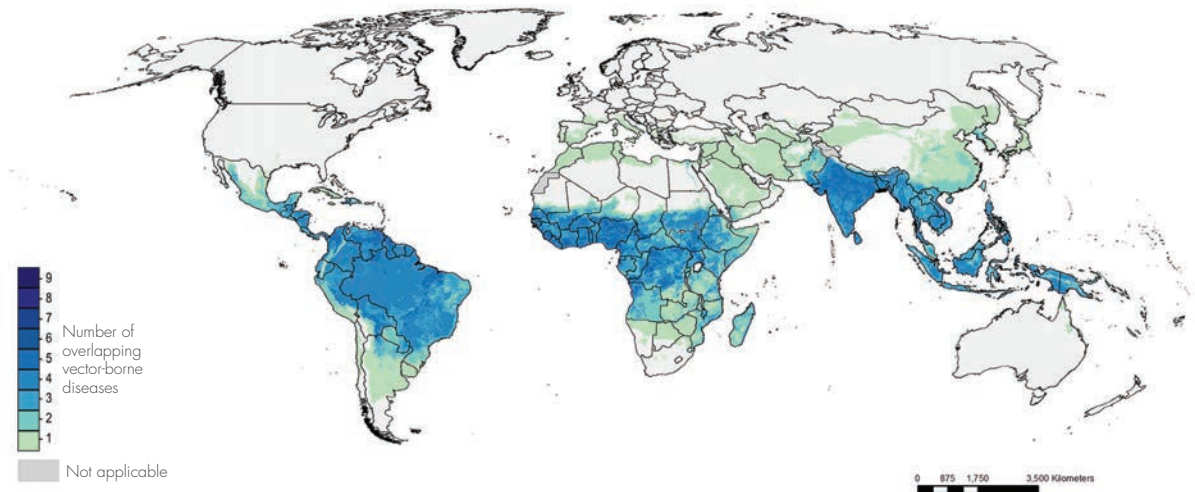 9
8
7
6
5
4
3
2
1
Number of
overlapping
vector-borne
diseases
Not applicable
0 875 1,750 3,500 Kilometers